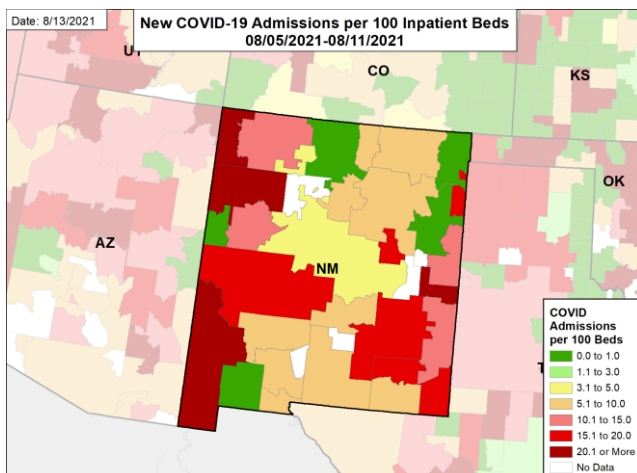 Date: 8/13/2021
New COVID-19 Admissions per 100 Inpatient Beds
08/05/2021-08/11/2021
UT
CO
KS
OK
AZ
NM
T
COVID
Admissions
per 100 Beds
0.0 to 1.0
1.1 to 3.0
3.1 to 5.0
5.1 to 10.0
10.1 to 15.0
15.1 to 20.0
20.1 or More
No Data